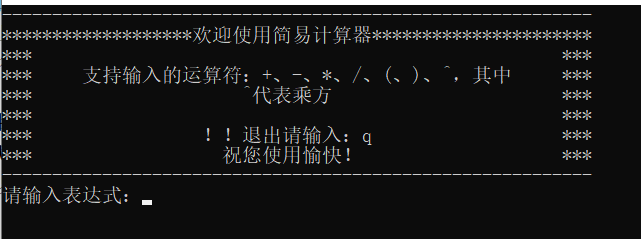 -----------------------------------------------------------
*******************欢迎使用简易计算器**********************
***                                                     ***
***     支持输入的运算符：+、-、*、/、(、)、^，其中     ***
***                     ^代表乘方                       ***
***                                                     ***
***                 ！！退出请输入：q                   ***
***                   祝您使用愉快!                     ***
-----------------------------------------------------------
请输入表达式：